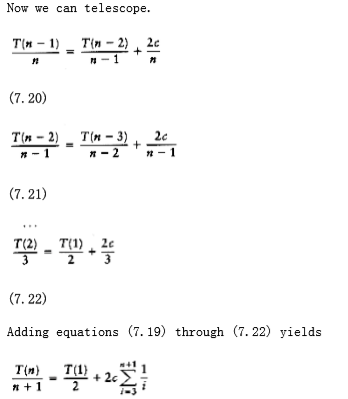 Now we can telescope.
T(n − 1)/n = T(n − 2)/(n − 1) + 2c/n
(7.20)
T(n − 2)/(n − 1) = T(n − 3)/(n − 2) + 2c/(n − 1)
(7.21)
...
T(2)/3 = T(1)/2 + 2c/3
(7.22)
Adding equations (7.19) through (7.22) yields
T(n)/(n + 1) = T(1)/2 + 2c ∑_{i=3}^{n+1} 1/i